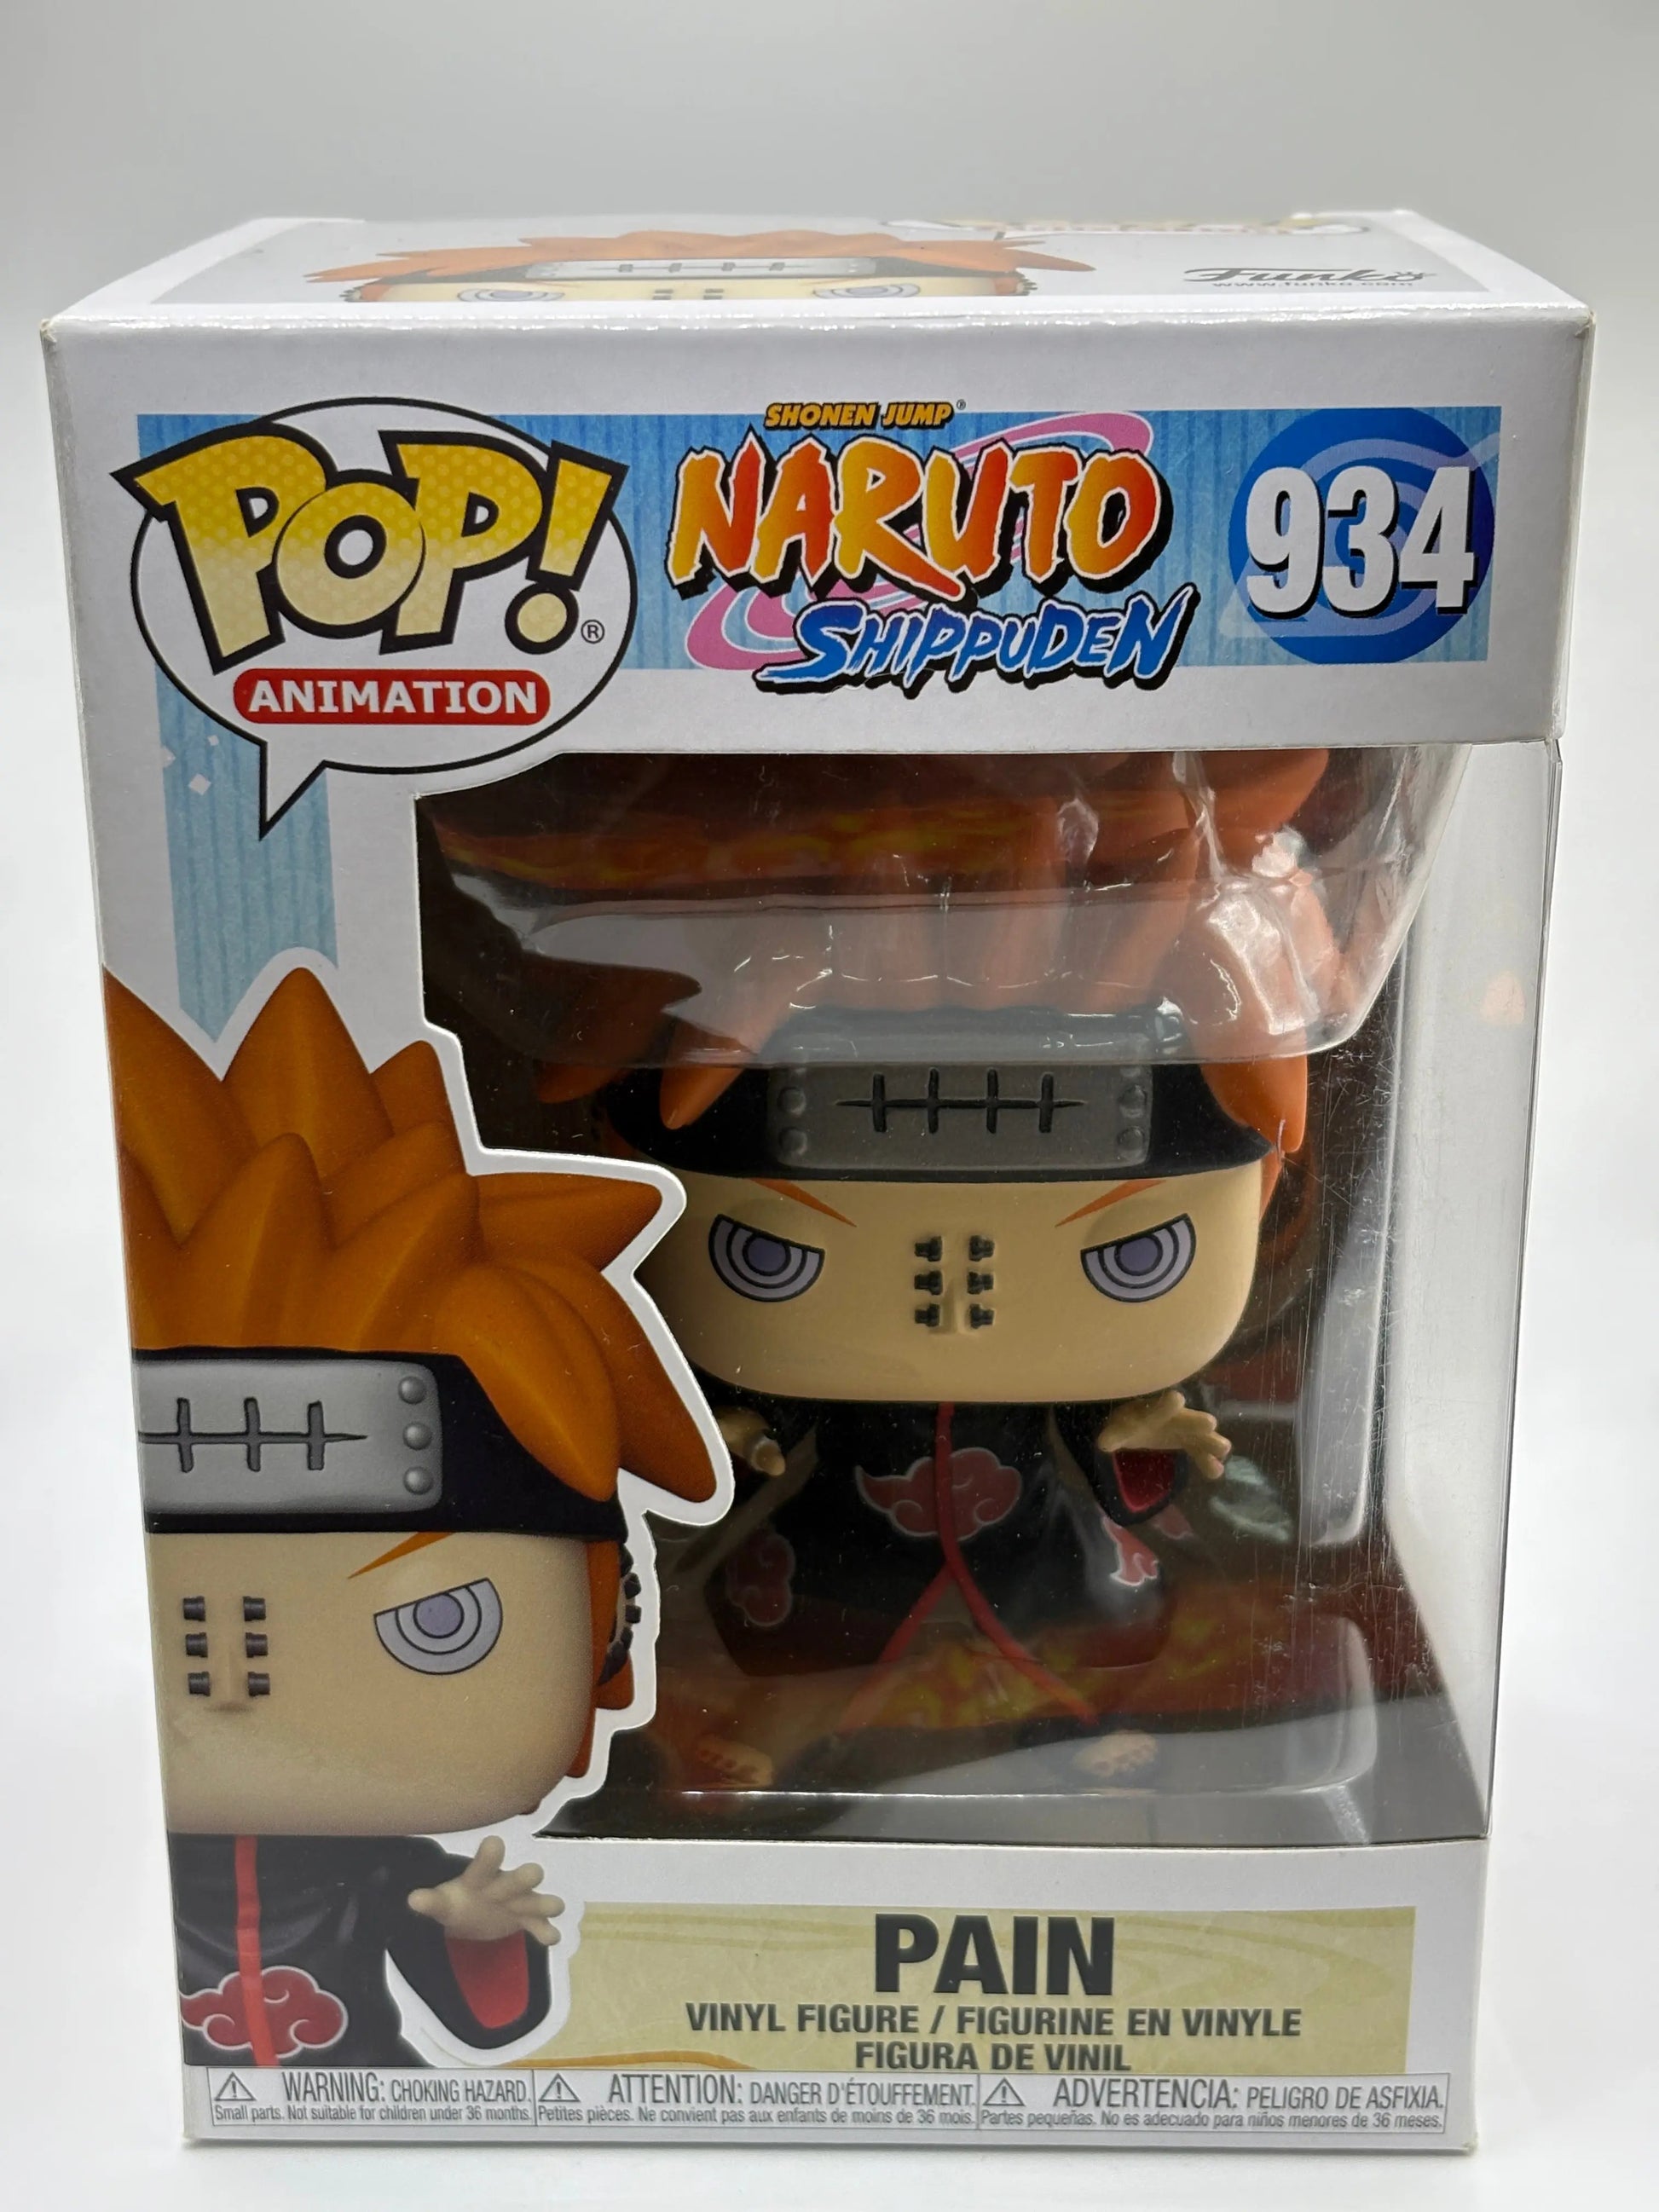 Funko
www.funko.com
SHONEN JUMP®
POP!®
ANIMATION
NARUTO
SHIPPUDEN
934
PAIN
VINYL FIGURE / FIGURINE EN VINYLE
FIGURA DE VINIL
WARNING: CHOKING HAZARD.
Small parts. Not suitable for children under 36 months.
ATTENTION: DANGER D'ÉTOUFFEMENT.
Petites pièces. Ne convient pas aux enfants de moins de 36 mois.
ADVERTENCIA: PELIGRO DE ASFIXIA.
Partes pequeñas. No es adecuado para niños menores de 36 meses.